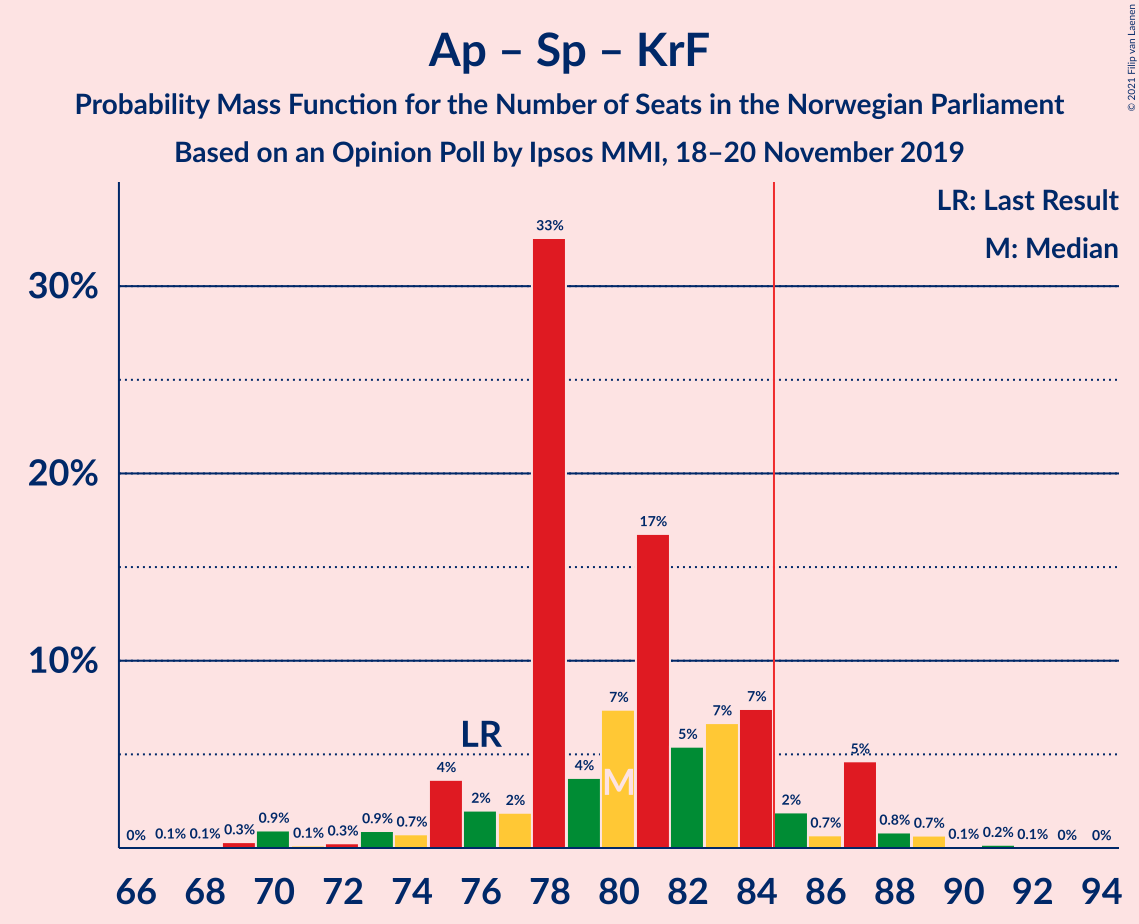 © 2021 Filip van Laenen
Ap – Sp – KrF
Probability Mass Function for the Number of Seats in the Norwegian Parliament
Based on an Opinion Poll by Ipsos MMI, 18–20 November 2019
LR: Last Result
M: Median
30%
20%
10%
0% 0.1% 0.1% 0.3% 0.9% 0.1% 0.3% 0.9% 0.7% 4% 2% 2% 33% 4% 7% 17% 5% 7% 7% 2% 0.7% 5% 0.8% 0.7% 0.1% 0.2% 0.1% 0% 0%
LR
M
66 68 70 72 74 76 78 80 82 84 86 88 90 92 94